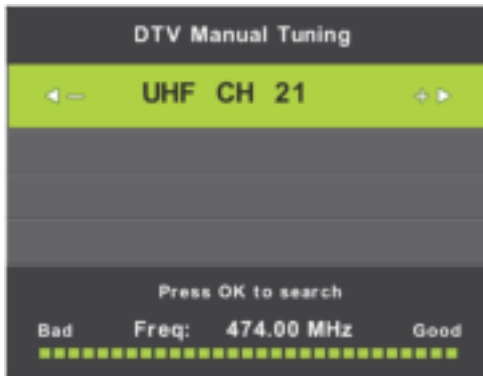 DTV Manual Tuning
UHF CH 21
Press OK to search
Bad Freq: 474.00 MHz Good